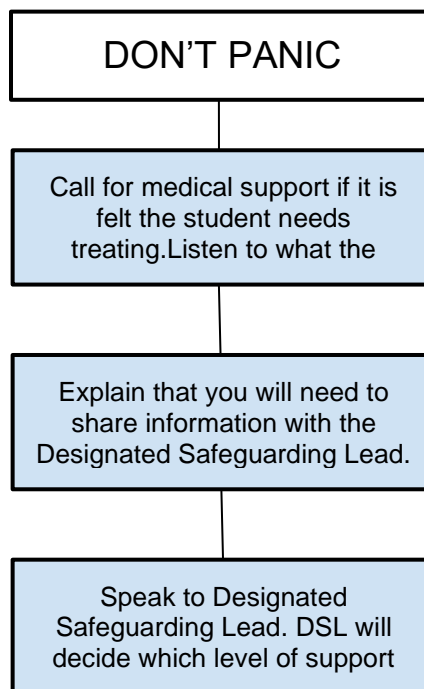 DON’T PANIC
Call for medical support if it is
felt the student needs
treating.Listen to what the
Explain that you will need to
share information with the
Designated Safeguarding Lead.
Speak to Designated
Safeguarding Lead. DSL will
decide which level of support